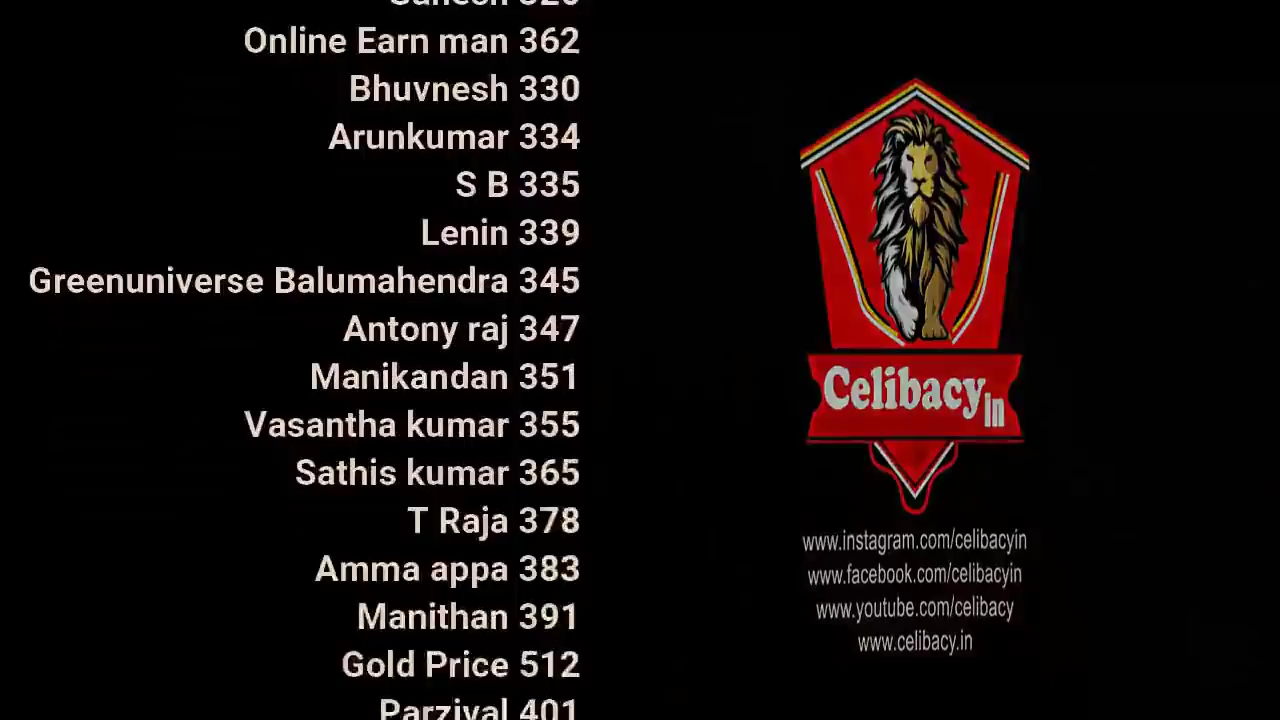 Online Earn man 362
Bhuvnesh 330
Arunkumar 334
S B 335
Lenin 339
Greenuniverse Balumahendra 345
Antony raj 347
Manikandan 351
Vasantha kumar 355
Sathis kumar 365
T Raja 378
Amma appa 383
Manithan 391
Gold Price 512
Parzival 401
Celibacy
In
www.instagram.com/celibacyin
www.facebook.com/celibacyin
www.youtube.com/celibacy
www.celibacy.in